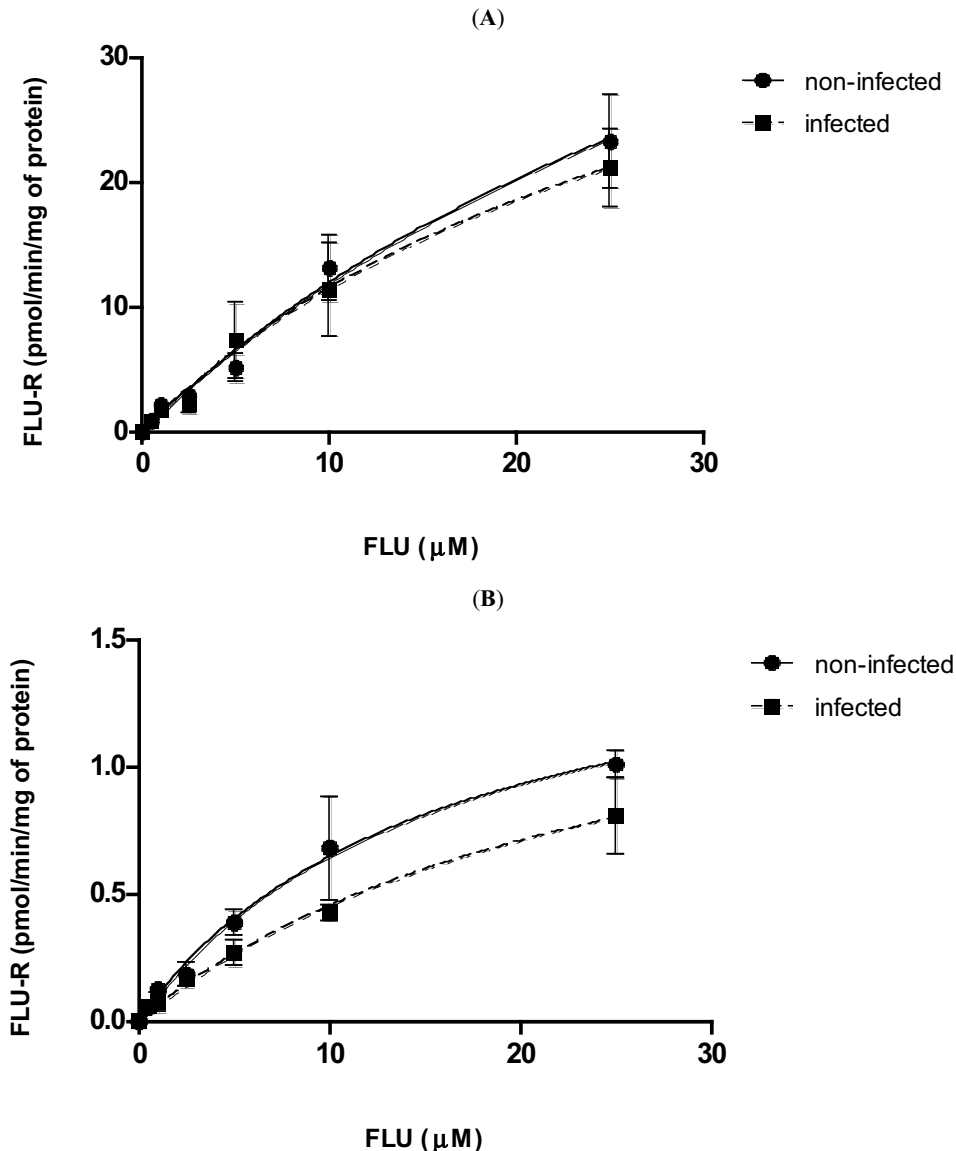 (A)
30
20
10
0
FLU-R (pmol/min/mg of protein)
0 10 20 30
FLU (μM)
non-infected
infected
(B)
1.5
1.0
0.5
0.0
FLU-R (pmol/min/mg of protein)
0 10 20 30
FLU (μM)
non-infected
infected